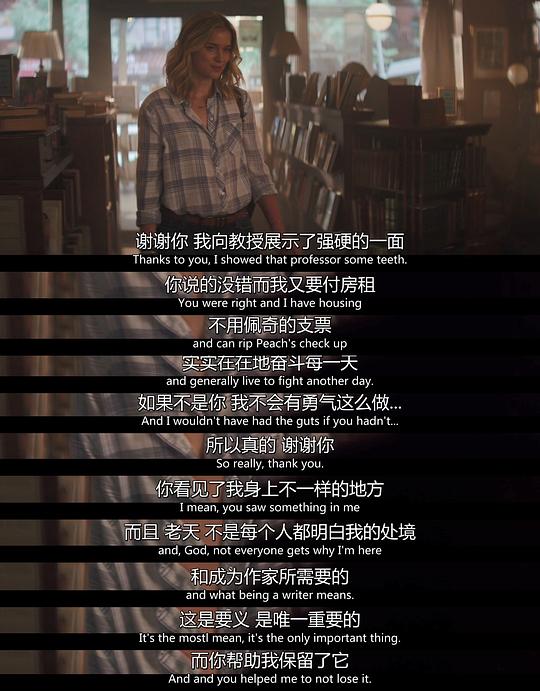 谢谢你 我向教授展示了强硬的一面
Thanks to you, I showed that professor some teeth.
你说的没错而我又要付房租
You were right and I have housing
不用佩奇的支票
and can rip Peach's check up
实实在在地奋斗每一天
and generally live to fight another day.
如果不是你 我不会有勇气这么做...
And I wouldn't have had the guts if you hadn't...
所以真的 谢谢你
So really, thank you.
你看见了我身上不一样的地方
I mean, you saw something in me
而且 老天 不是每个人都明白我的处境
and, God, not everyone gets why I'm here
和成为作家所需要的
and what being a writer means.
这是要义 是唯一重要的
It's the mostI mean, it's the only important thing.
而你帮助我保留了它
And and you helped me to not lose it.